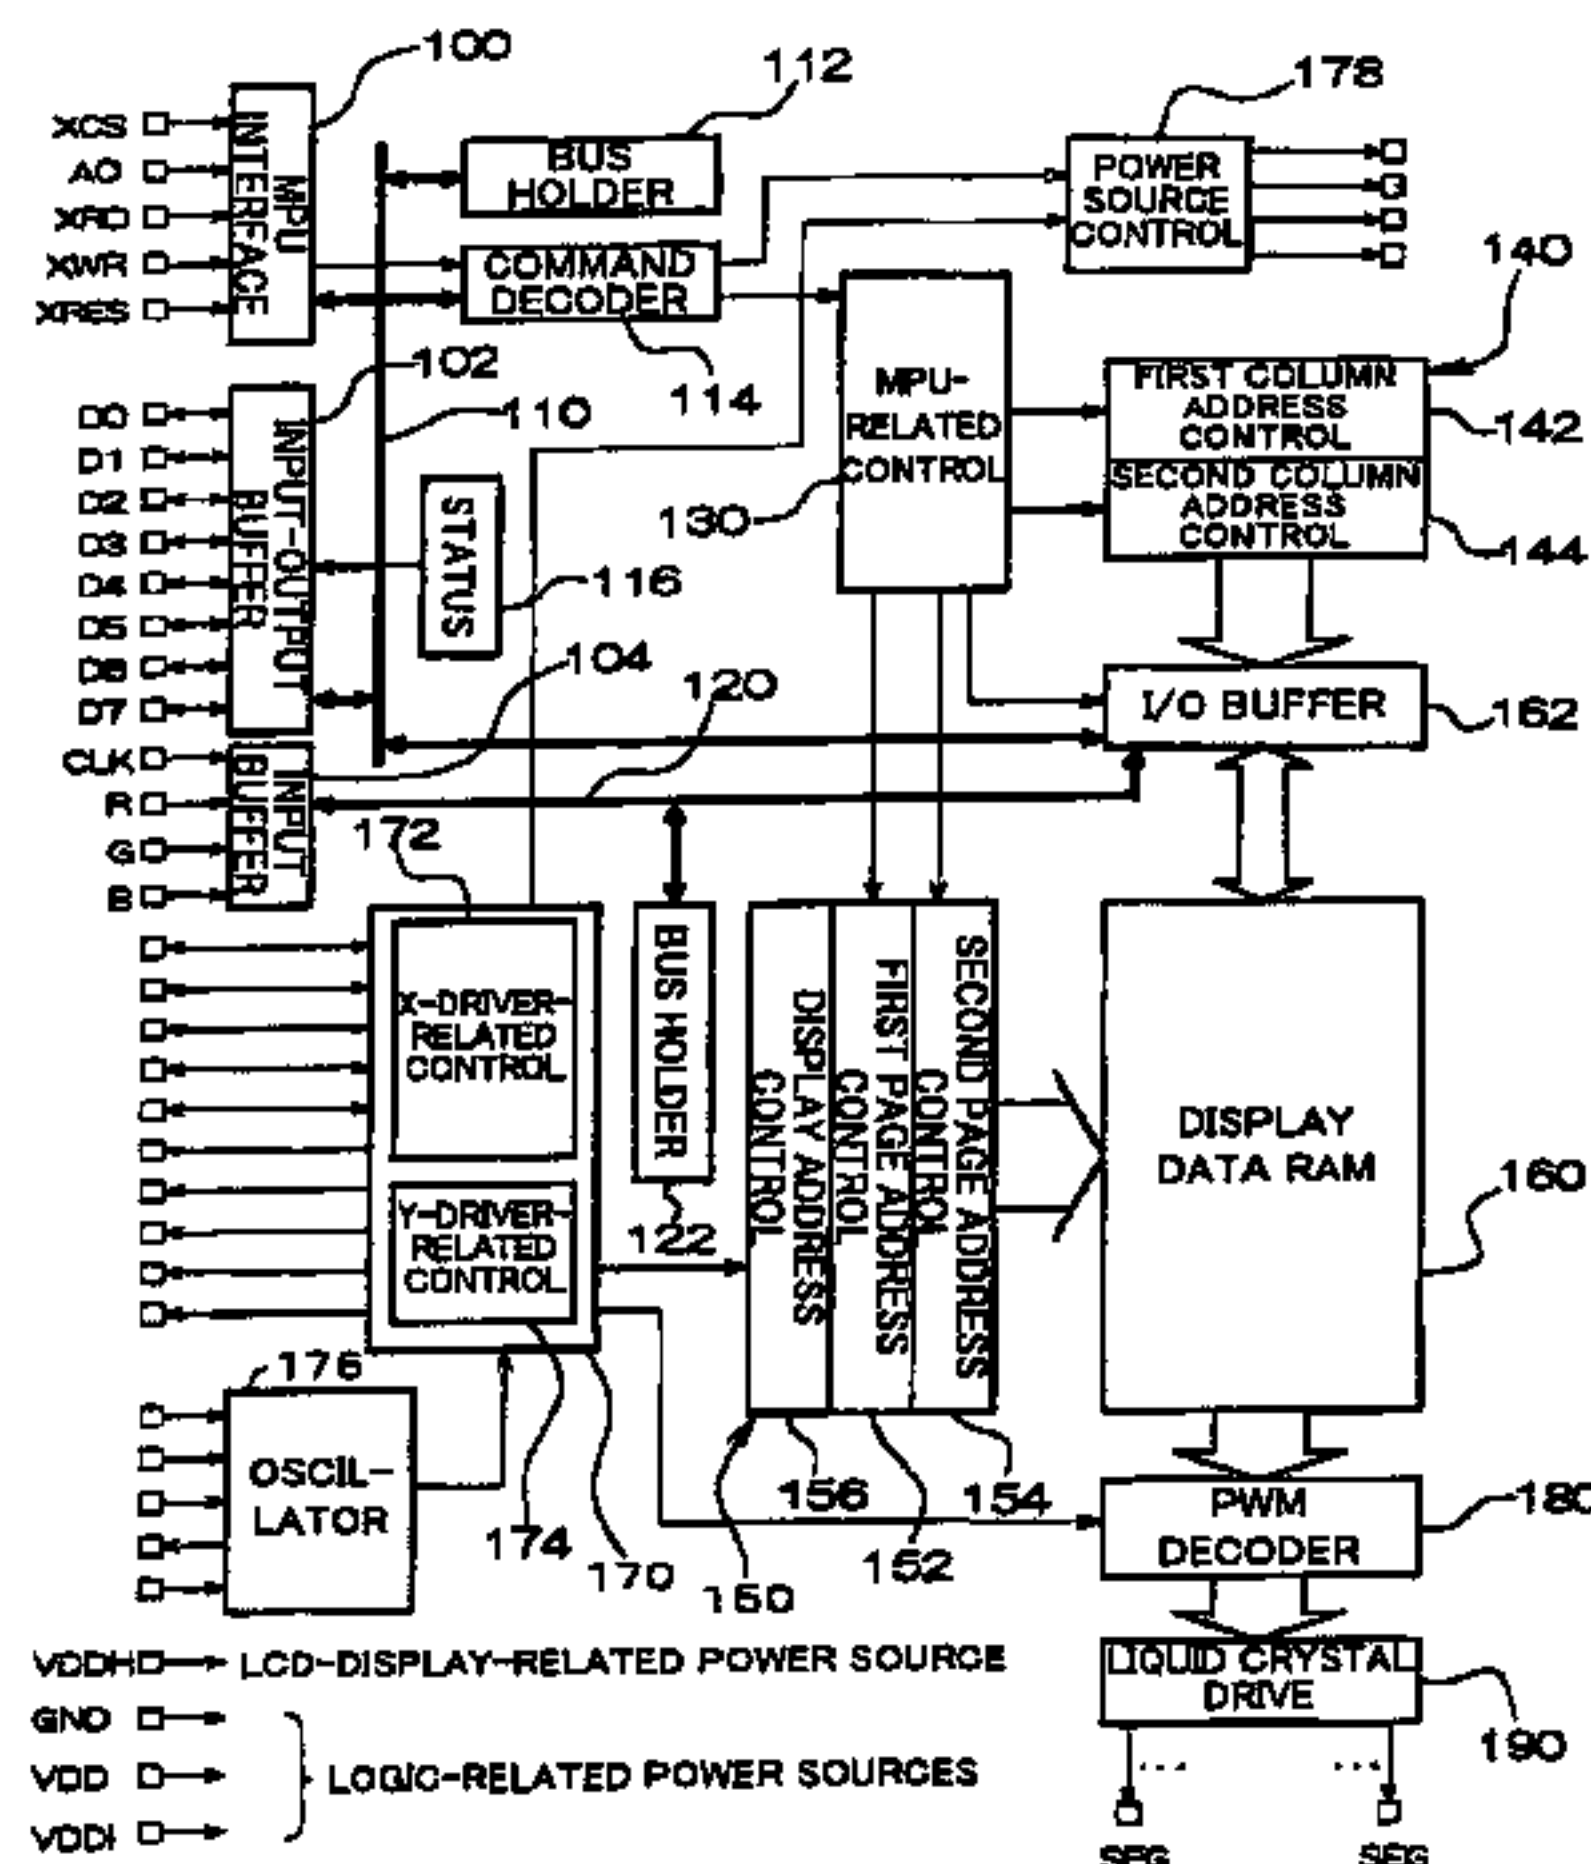 100
112
178
XCS
A0
XRD
XWR
XRES
MPU
INTERFACE
BUS
HOLDER
COMMAND
DECODER
POWER
SOURCE
CONTROL
140
102
110
114
D0
D1
D2
D3
D4
D5
D6
D7
INPUT-OUTPUT
BUFFER
STATUS
116
MPU-
RELATED
CONTROL
130
FIRST COLUMN
ADDRESS
CONTROL
142
SECOND COLUMN
ADDRESS
CONTROL
144
104
120
I/O BUFFER
162
CLK
R
G
B
INPUT
BUFFER
172
X-DRIVER-
RELATED
CONTROL
Y-DRIVER-
RELATED
CONTROL
BUS HOLDER
122
DISPLAY ADDRESS
CONTROL
FIRST PAGE ADDRESS
CONTROL
SECOND PAGE ADDRESS
CONTROL
DISPLAY
DATA RAM
160
176
OSCIL-
LATOR
174
170
150
156
152
154
PWM
DECODER
180
LIQUID CRYSTAL
DRIVE
190
VDDH
LCD-DISPLAY-RELATED POWER SOURCE
GND
VDD
VDDI
LOGIC-RELATED POWER SOURCES
...
...
SEG
SEG